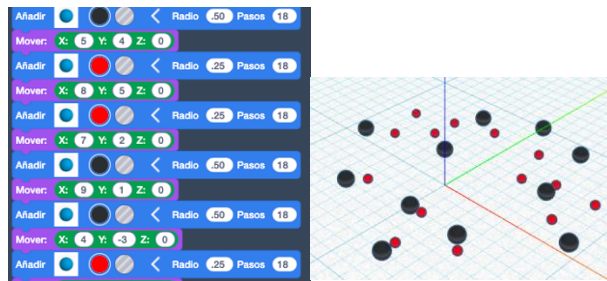 Añadir Radio .50 Pasos 18
Mover: X: 5 Y: 4 Z: 0
Añadir Radio .25 Pasos 18
Mover: X: 8 Y: 5 Z: 0
Añadir Radio .25 Pasos 18
Mover: X: 7 Y: 2 Z: 0
Añadir Radio .50 Pasos 18
Mover: X: 9 Y: 1 Z: 0
Añadir Radio .50 Pasos 18
Mover: X: 4 Y: -3 Z: 0
Añadir Radio .25 Pasos 18